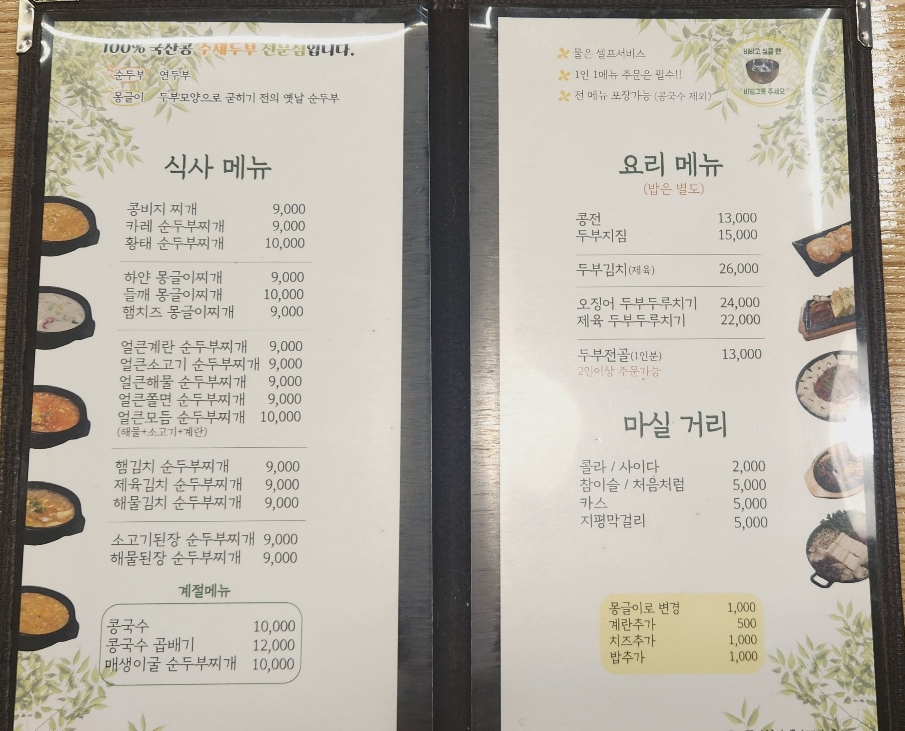 100% 국산콩 수제두부 전문점입니다.
순두부 연두부
몽글이 두부모양으로 굳히기 전의 옛날 순두부
식사 메뉴
콩비지 찌개 9,000
카레 순두부찌개 9,000
황태 순두부찌개 10,000
하얀 몽글이찌개 9,000
들깨 몽글이찌개 10,000
햄치즈 몽글이찌개 9,000
얼큰계란 순두부찌개 9,000
얼큰소고기 순두부찌개 9,000
얼큰해물 순두부찌개 9,000
얼큰쫄면 순두부찌개 9,000
얼큰모듬 순두부찌개 10,000
(해물+소고기+계란)
햄김치 순두부찌개 9,000
제육김치 순두부찌개 9,000
해물김치 순두부찌개 9,000
소고기된장 순두부찌개 9,000
해물된장 순두부찌개 9,000
계절메뉴
콩국수 10,000
콩국수 곱배기 12,000
매생이굴 순두부찌개 10,000
물은 셀프서비스
1인 1메뉴 주문은 필수!!
전 메뉴 포장가능 (콩국수 제외)
비비고 싶을 땐
비빔그릇 주세요
요리 메뉴
(밥은 별도)
콩전 13,000
두부지짐 15,000
두부김치(제육) 26,000
오징어 두부두루치기 24,000
제육 두부두루치기 22,000
두부전골(1인분) 13,000
2인이상 주문가능
마실 거리
콜라 / 사이다 2,000
참이슬 / 처음처럼 5,000
카스 5,000
지평막걸리 5,000
몽글이로 변경 1,000
계란추가 500
치즈추가 1,000
밥추가 1,000